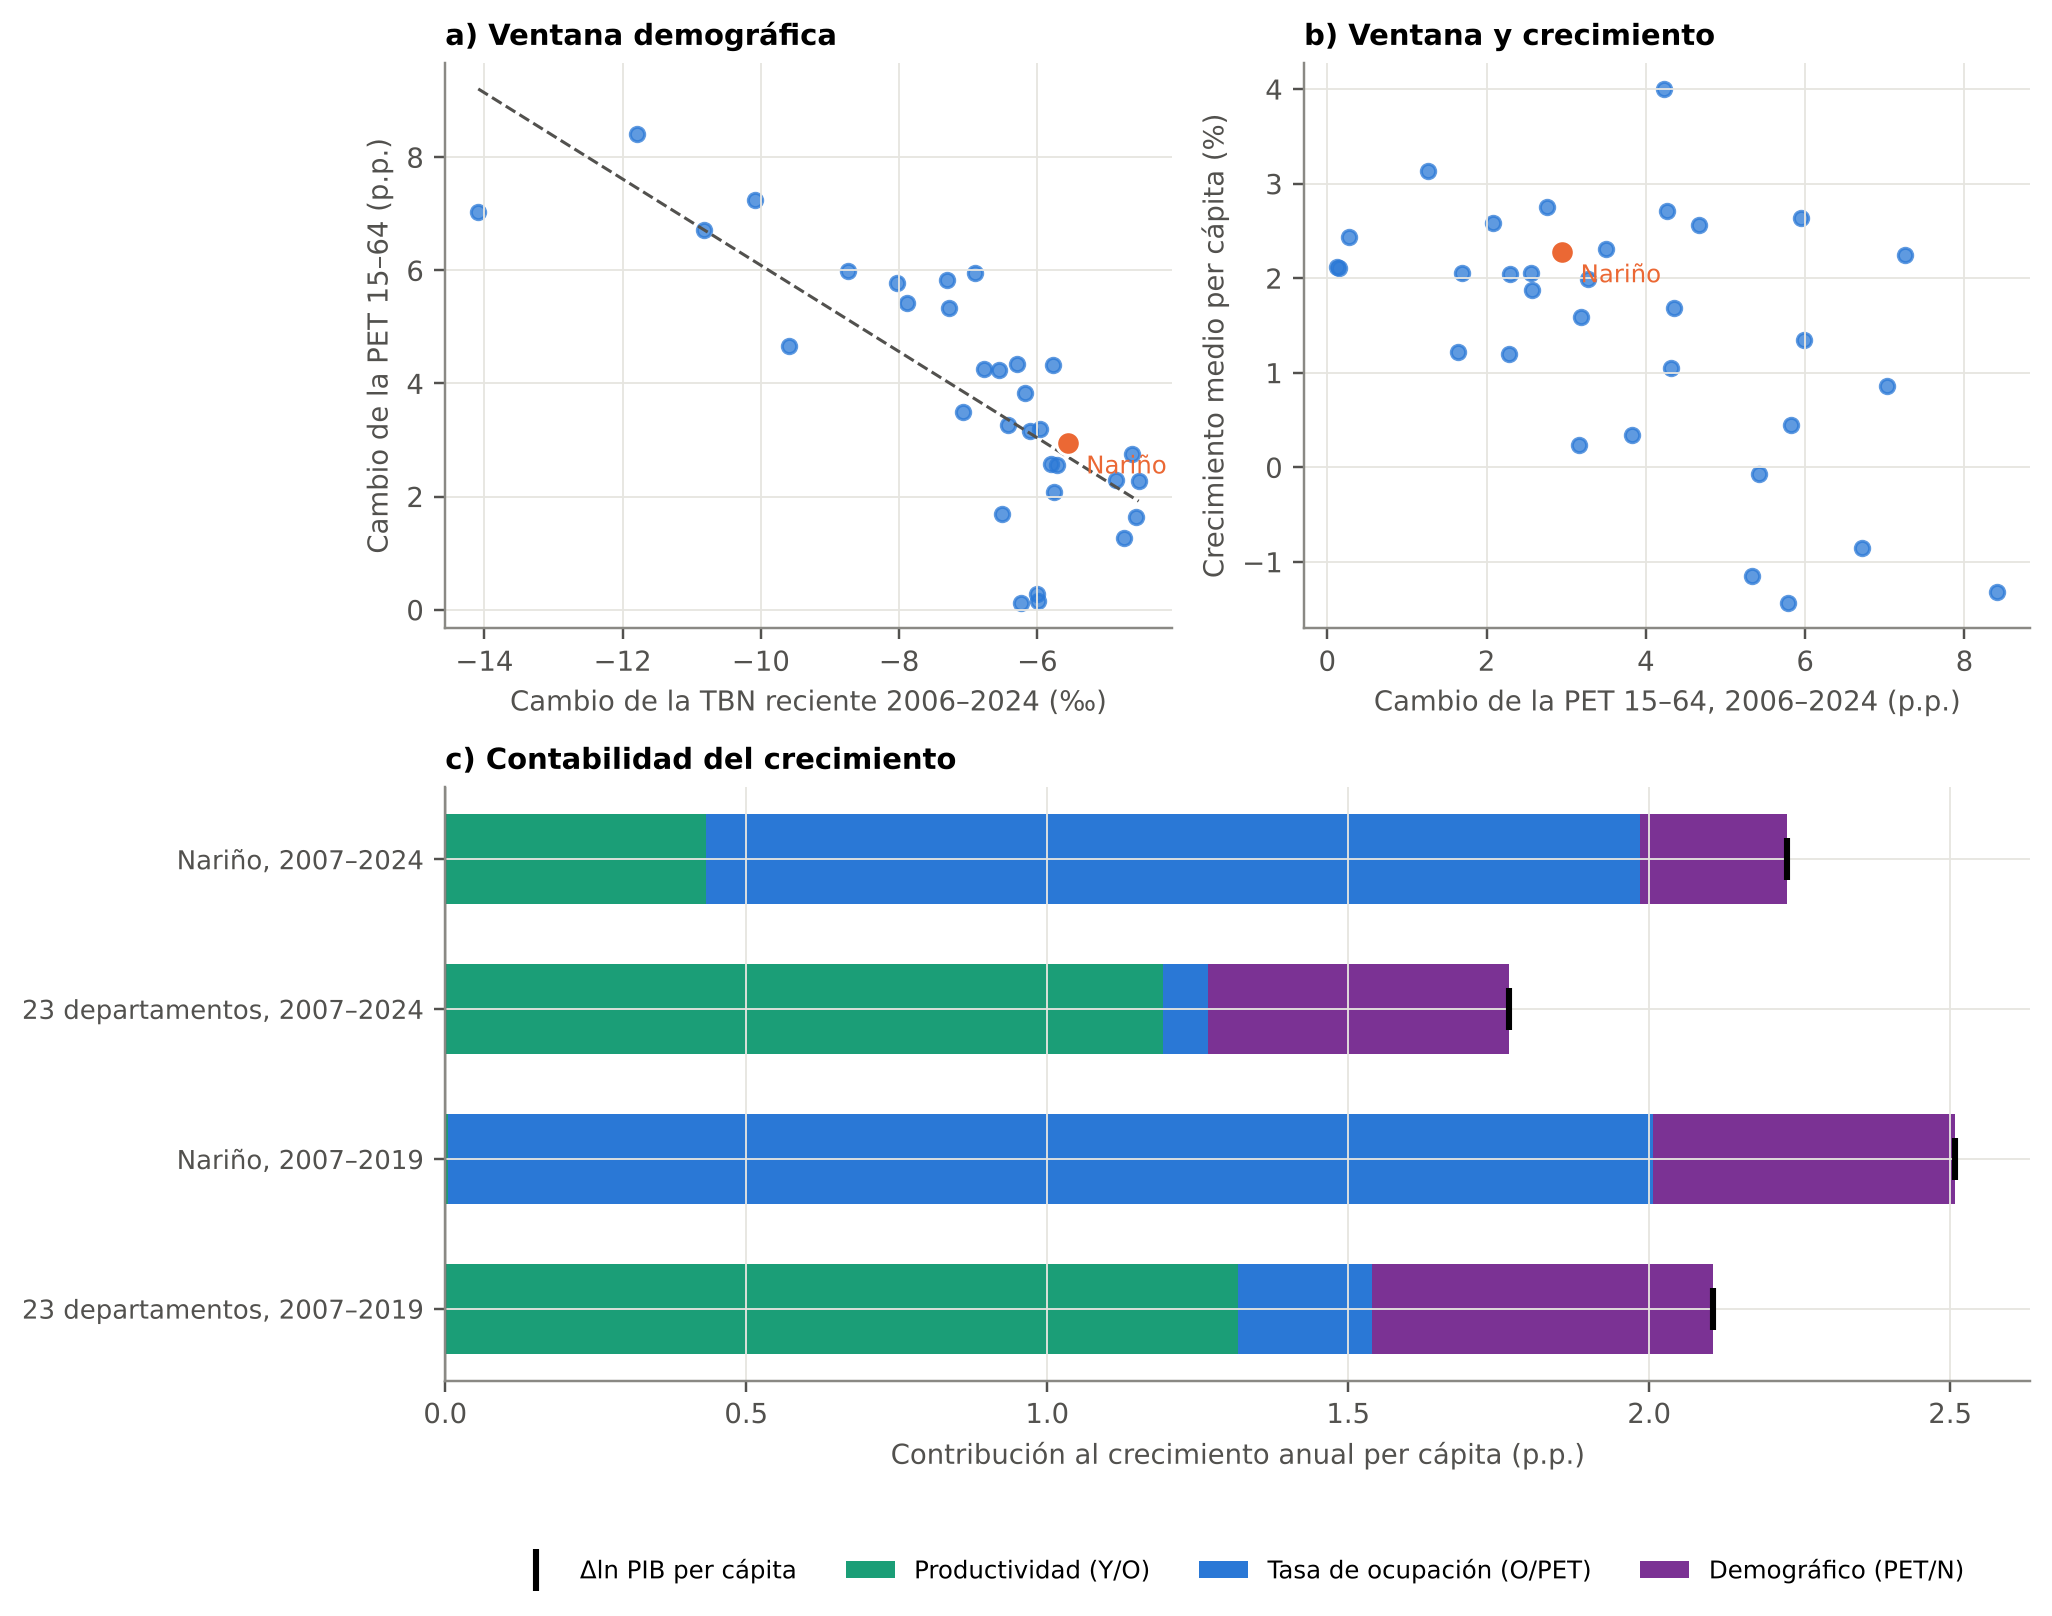 a) Ventana demográfica
Cambio de la PET 15–64 (p.p.)
8
6
4
2
0
Nariño
−14 −12 −10 −8 −6
Cambio de la TBN reciente 2006–2024 (‰)
b) Ventana y crecimiento
Crecimiento medio per cápita (%)
4
3
2
1
0
−1
Nariño
0 2 4 6 8
Cambio de la PET 15–64, 2006–2024 (p.p.)
c) Contabilidad del crecimiento
Nariño, 2007–2024
23 departamentos, 2007–2024
Nariño, 2007–2019
23 departamentos, 2007–2019
0.0 0.5 1.0 1.5 2.0 2.5
Contribución al crecimiento anual per cápita (p.p.)
Δln PIB per cápita Productividad (Y/O) Tasa de ocupación (O/PET) Demográfico (PET/N)